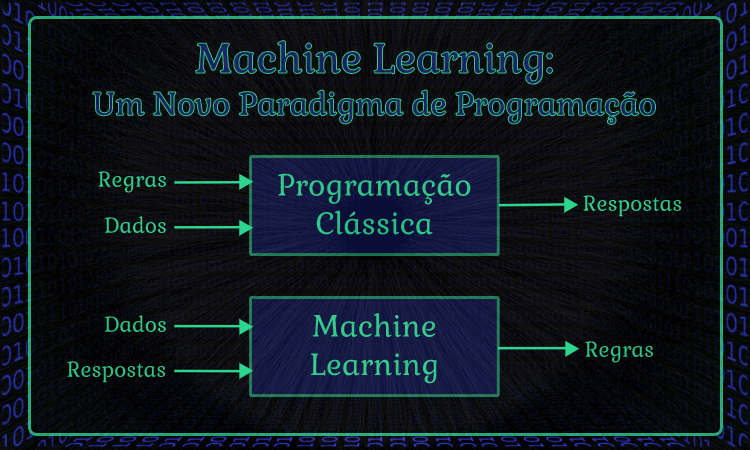 Machine Learning:
Um Novo Paradigma de Programação
Regras
Dados
Programação
Clássica
Respostas
Dados
Respostas
Machine
Learning
Regras